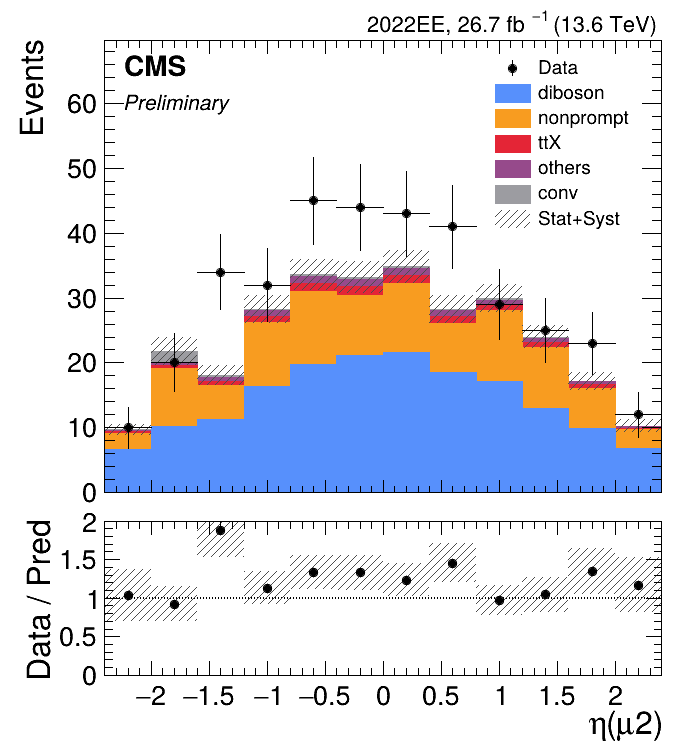 2022EE, 26.7 fb ⁻¹ (13.6 TeV)
CMS
Preliminary
Events
60
50
40
30
20
10
0
Data
diboson
nonprompt
ttX
others
conv
Stat+Syst
Data / Pred
2
1.5
1
0.5
0
−2 −1.5 −1 −0.5 0 0.5 1 1.5 2
η(μ2)